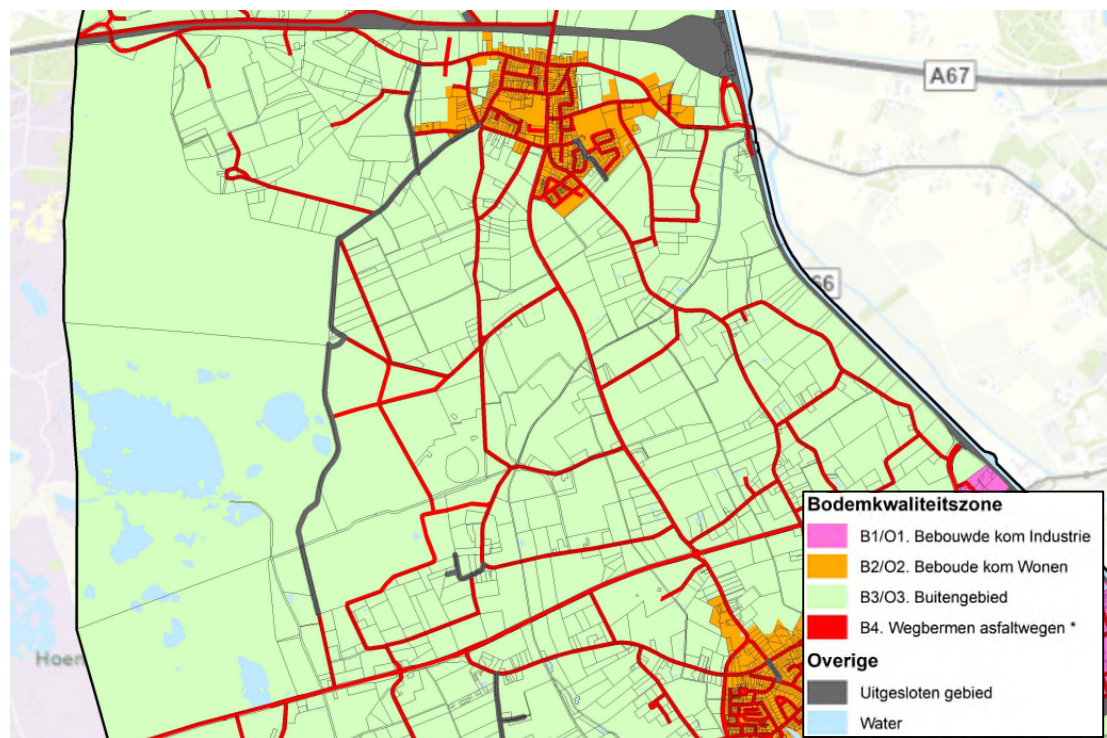 A67
66
Hoen
Bodemkwaliteitszone
B1/O1. Bebouwde kom Industrie
B2/O2. Beboude kom Wonen
B3/O3. Buitengebied
B4. Wegbermen asfaltwegen *
Overige
Uitgesloten gebied
Water